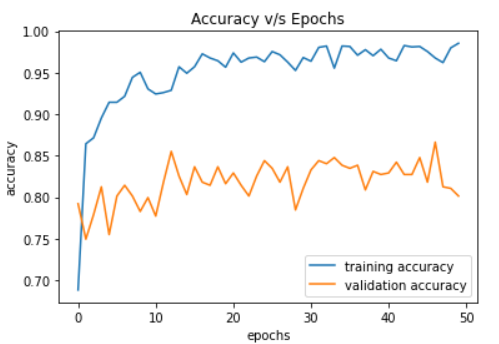 Accuracy v/s Epochs
1.00
0.95
0.90
0.85
0.80
0.75
0.70
accuracy
training accuracy
validation accuracy
0 10 20 30 40 50
epochs